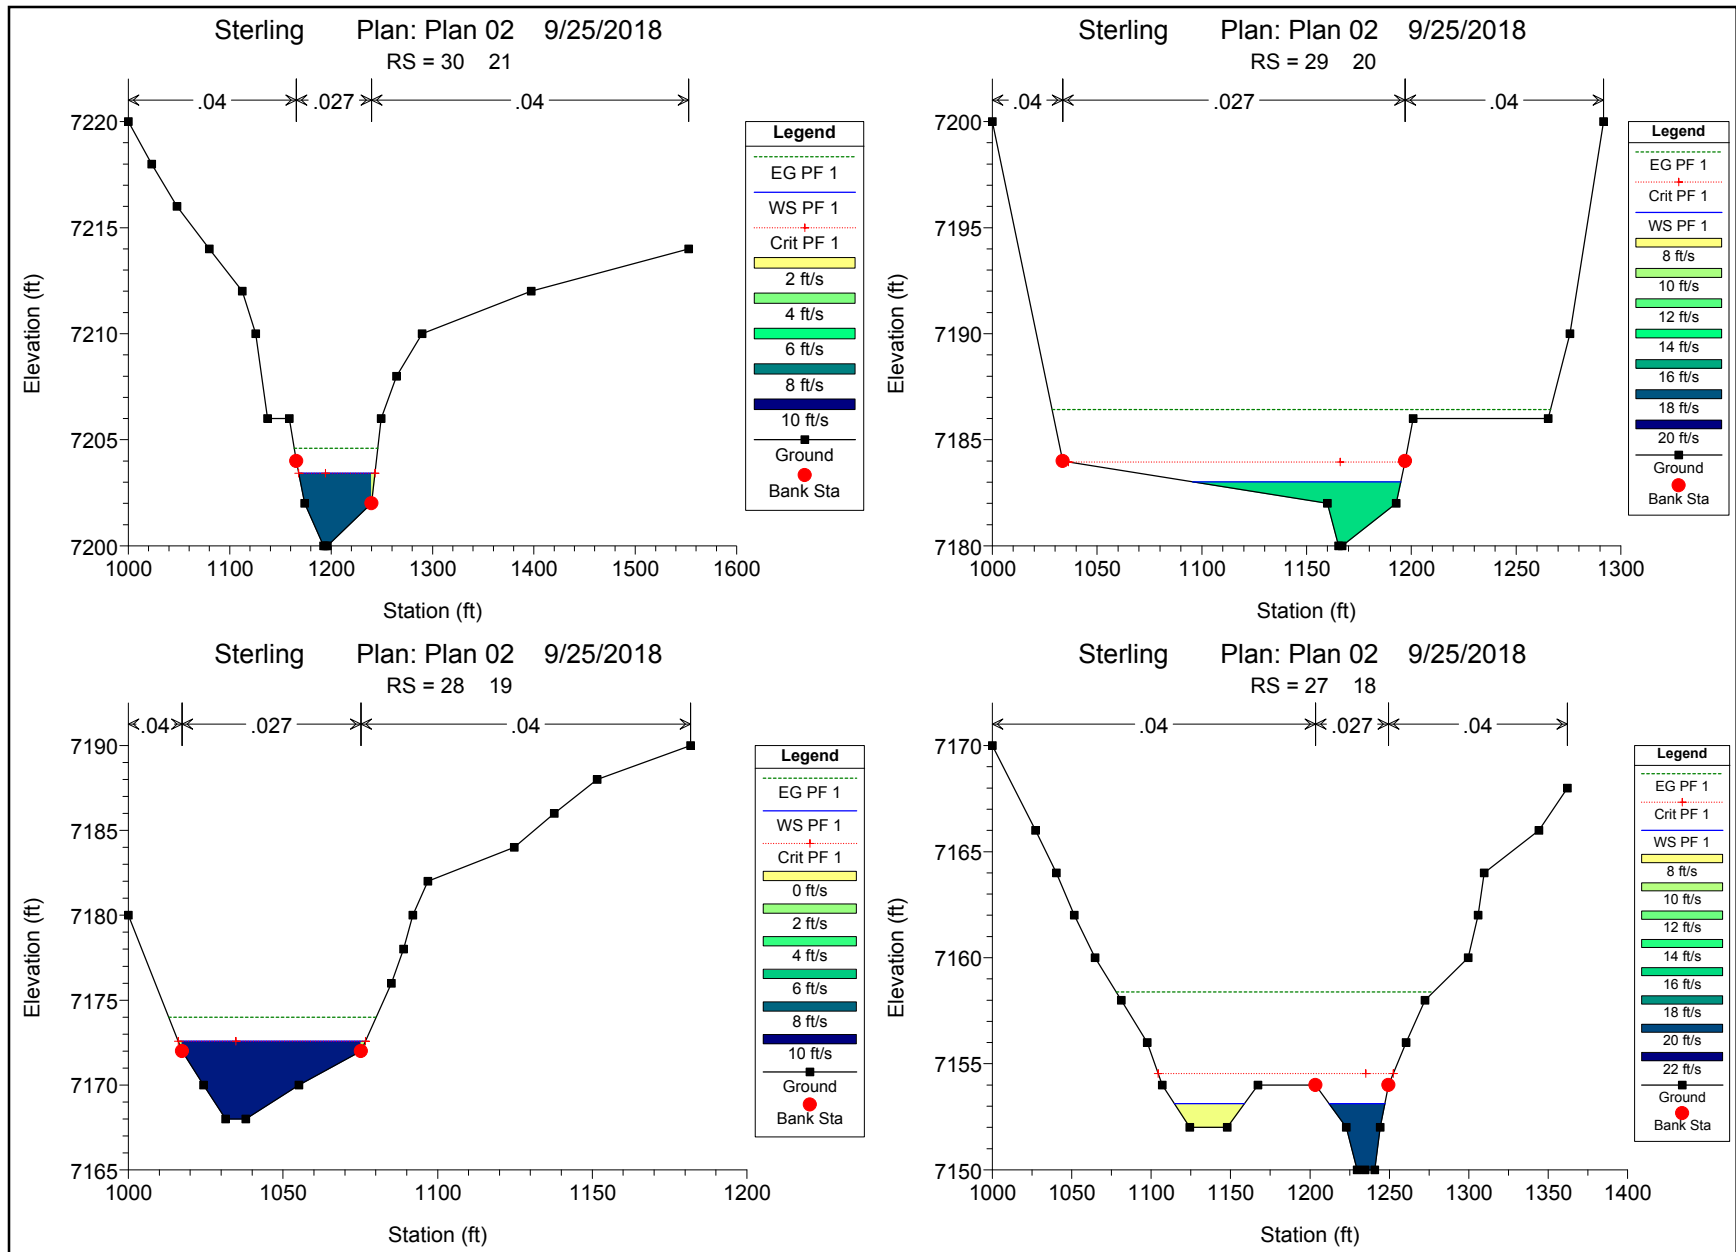 Sterling Plan: Plan 02 9/25/2018
RS = 30 21
.04 .027 .04
7220
7215
7210
7205
7200
Elevation (ft)
1000 1100 1200 1300 1400 1500 1600
Station (ft)
Legend
EG PF 1
WS PF 1
Crit PF 1
2 ft/s
4 ft/s
6 ft/s
8 ft/s
10 ft/s
Ground
Bank Sta
Sterling Plan: Plan 02 9/25/2018
RS = 29 20
.04 .027 .04
7200
7195
7190
7185
7180
Elevation (ft)
1000 1050 1100 1150 1200 1250 1300
Station (ft)
Legend
EG PF 1
Crit PF 1
WS PF 1
8 ft/s
10 ft/s
12 ft/s
14 ft/s
16 ft/s
18 ft/s
20 ft/s
Ground
Bank Sta
Sterling Plan: Plan 02 9/25/2018
RS = 28 19
.04 .027 .04
7190
7185
7180
7175
7170
7165
Elevation (ft)
1000 1050 1100 1150 1200
Station (ft)
Legend
EG PF 1
WS PF 1
Crit PF 1
0 ft/s
2 ft/s
4 ft/s
6 ft/s
8 ft/s
10 ft/s
Ground
Bank Sta
Sterling Plan: Plan 02 9/25/2018
RS = 27 18
.04 .027 .04
7170
7165
7160
7155
7150
Elevation (ft)
1000 1050 1100 1150 1200 1250 1300 1350 1400
Station (ft)
Legend
EG PF 1
Crit PF 1
WS PF 1
8 ft/s
10 ft/s
12 ft/s
14 ft/s
16 ft/s
18 ft/s
20 ft/s
22 ft/s
Ground
Bank Sta